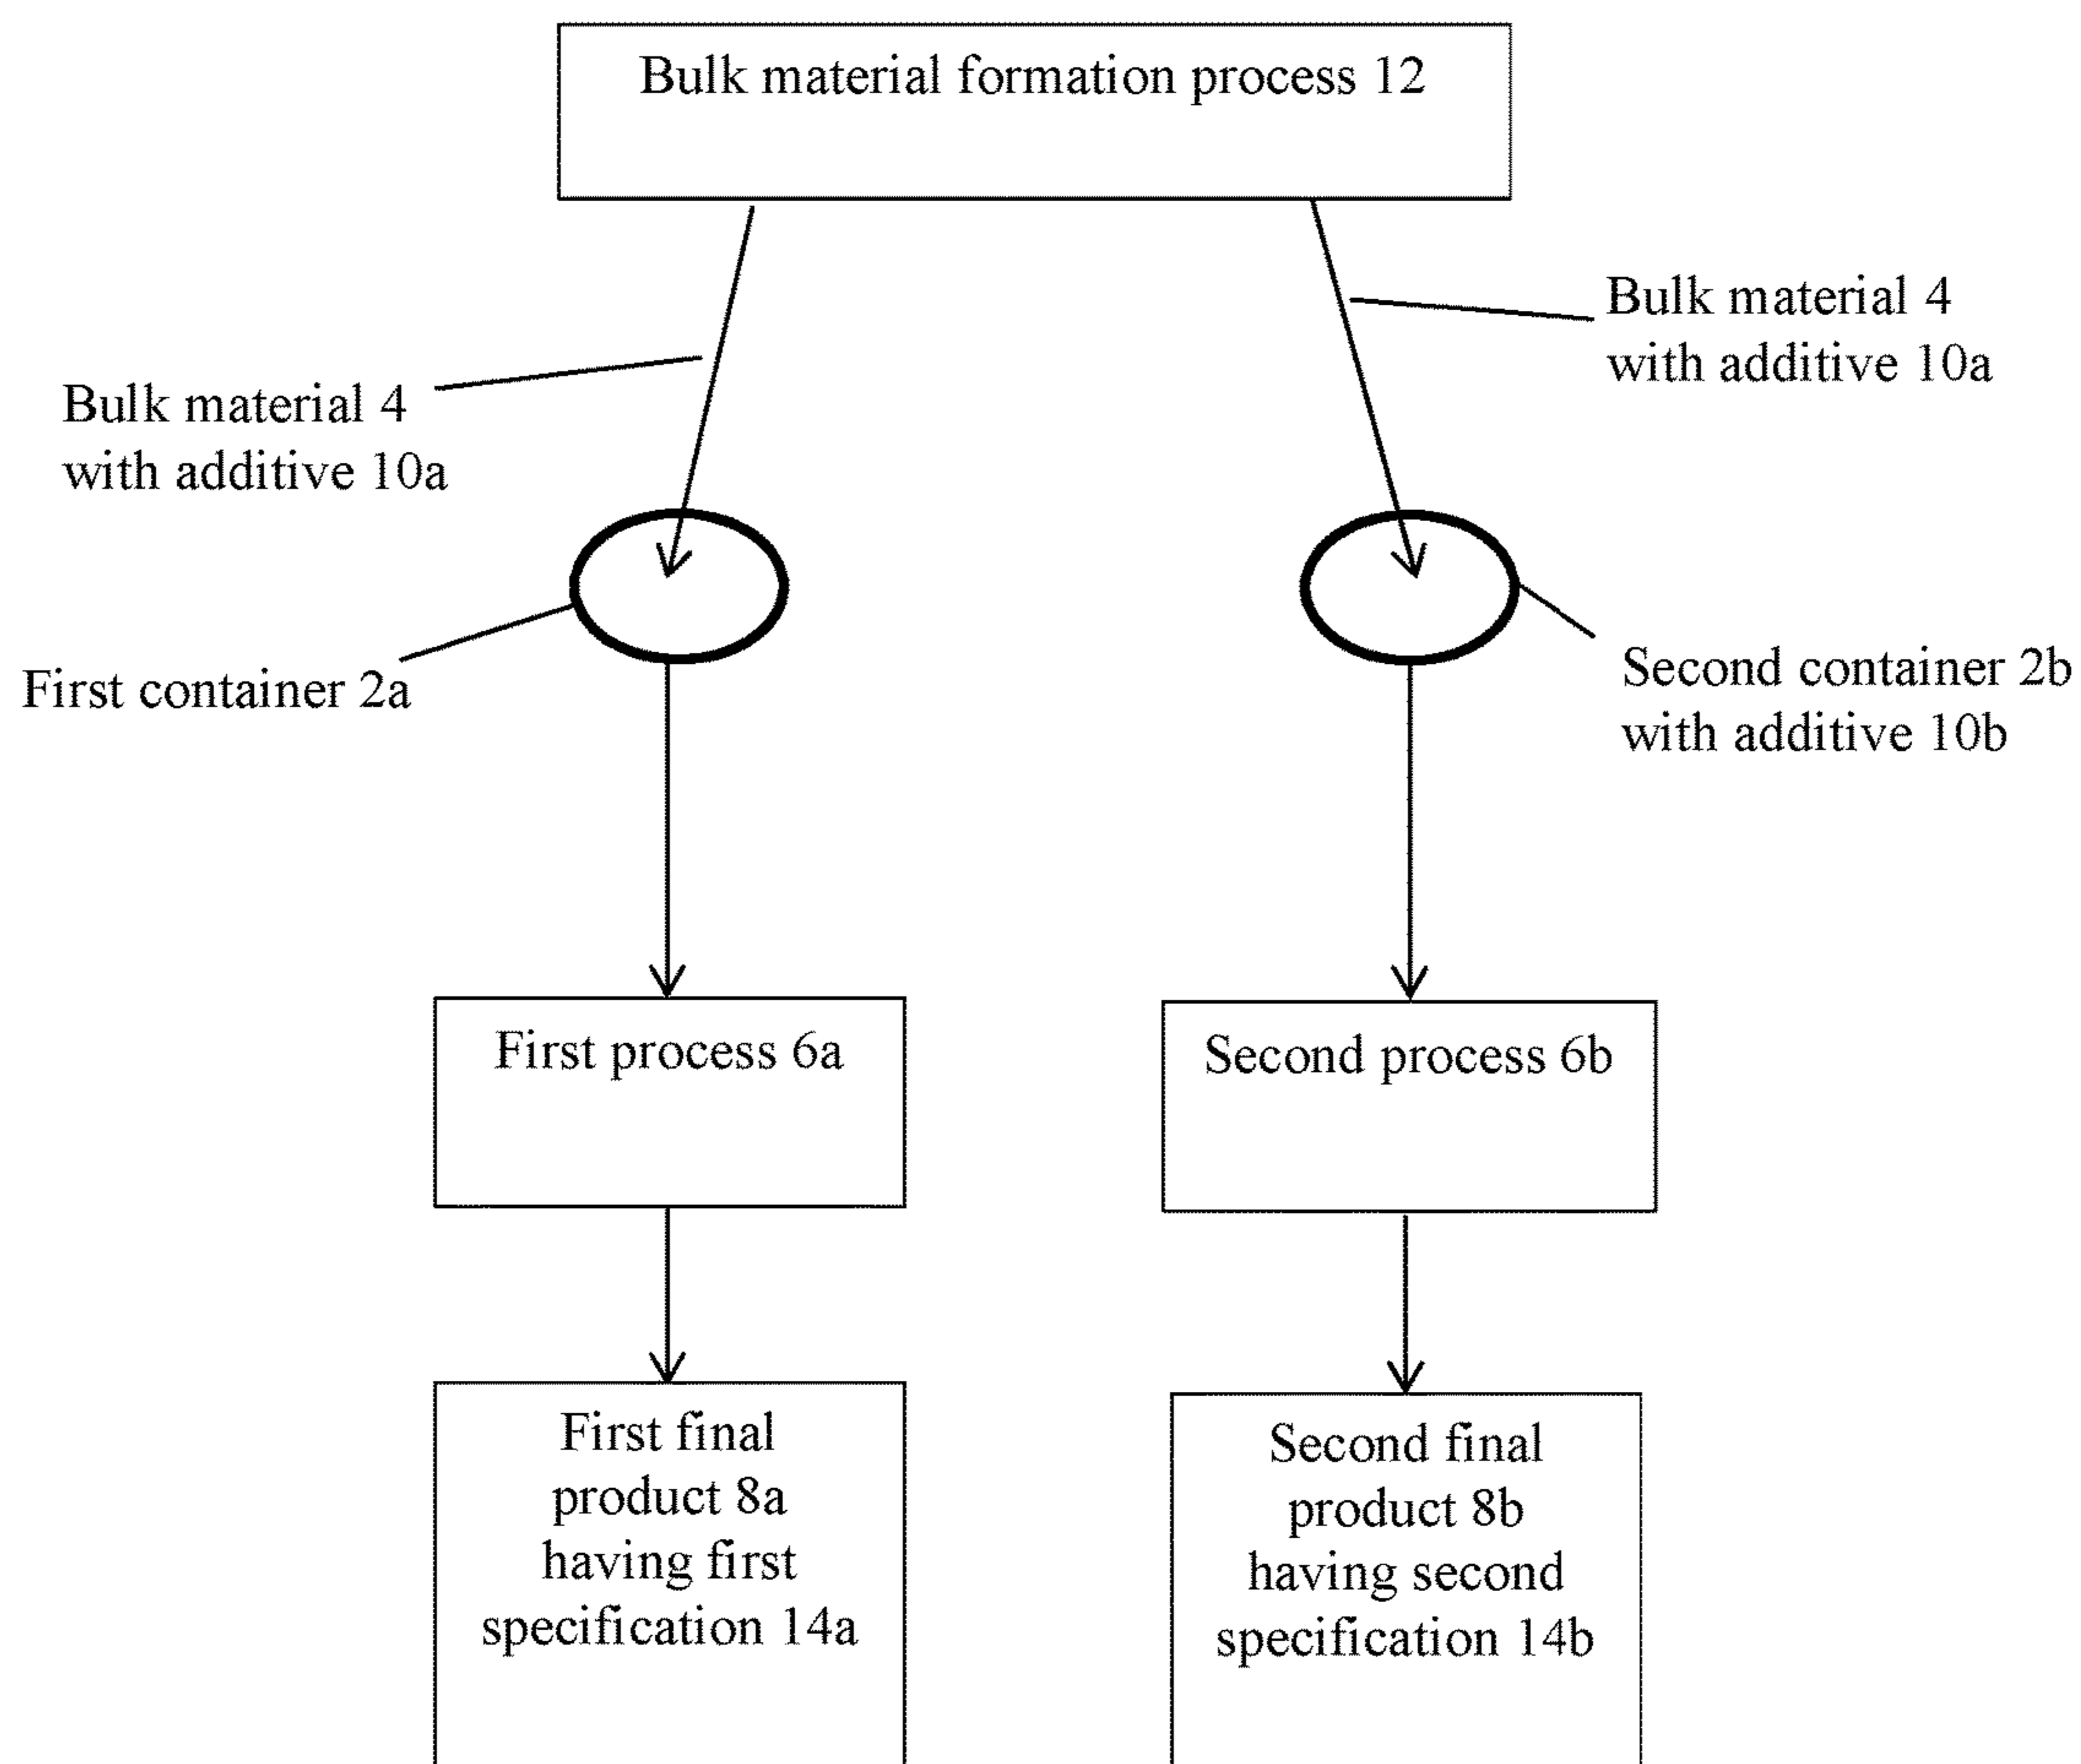 Bulk material formation process 12
Bulk material 4
with additive 10a
Bulk material 4
with additive 10a
First container 2a
Second container 2b
with additive 10b
First process 6a
Second process 6b
First final
product 8a
having first
specification 14a
Second final
product 8b
having second
specification 14b